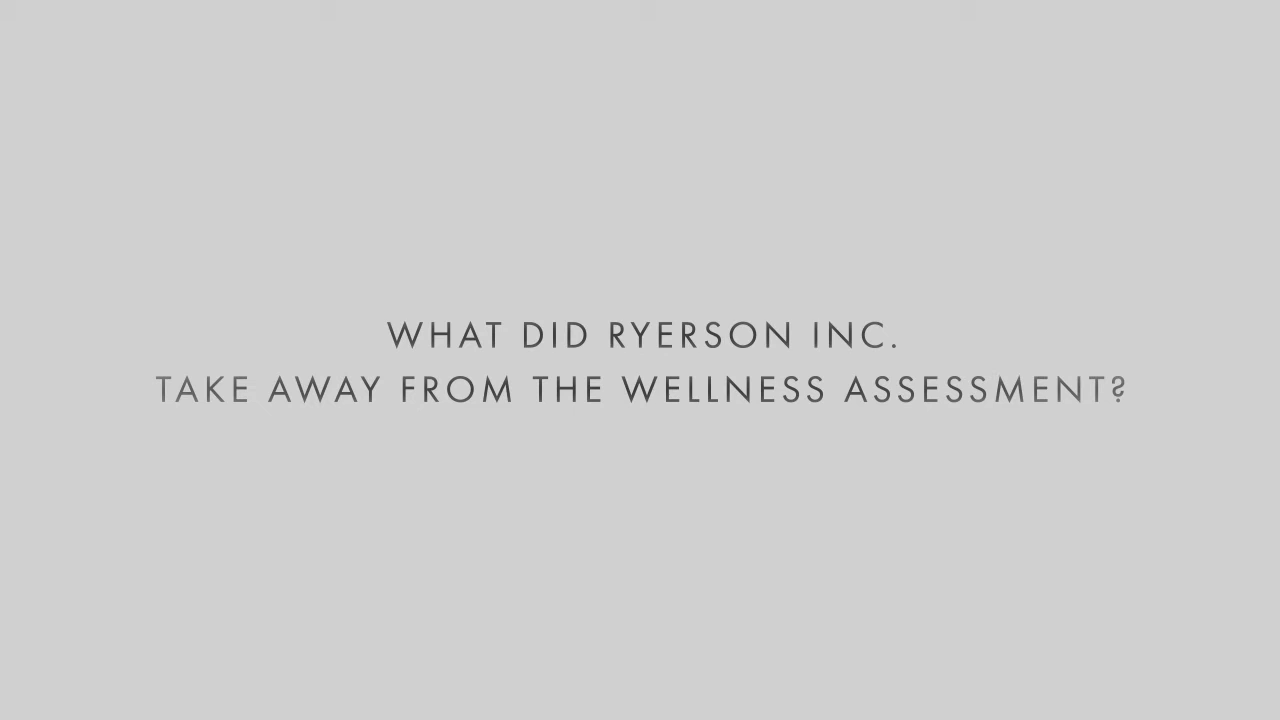 WHAT DID RYERSON INC.
TAKE AWAY FROM THE WELLNESS ASSESSMENT?